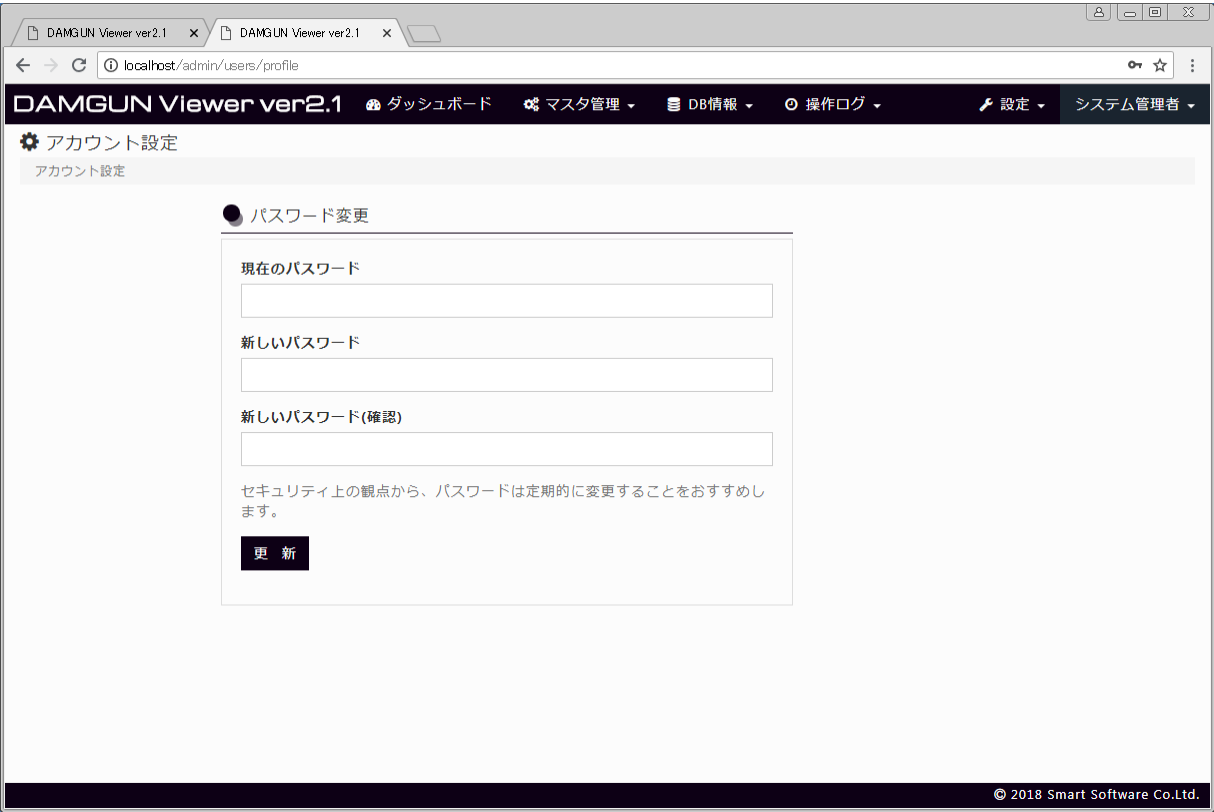 DAMGUN Viewer ver2.1
DAMGUN Viewer ver2.1
localhost/admin/users/profile
DAMGUN Viewer ver2.1 ダッシュボード マスタ管理 DB情報 操作ログ 設定 システム管理者
アカウント設定
アカウント設定
パスワード変更
現在のパスワード
新しいパスワード
新しいパスワード(確認)
セキュリティ上の観点から、パスワードは定期的に変更することをおすすめし
ます。
更 新
© 2018 Smart Software Co.Ltd.